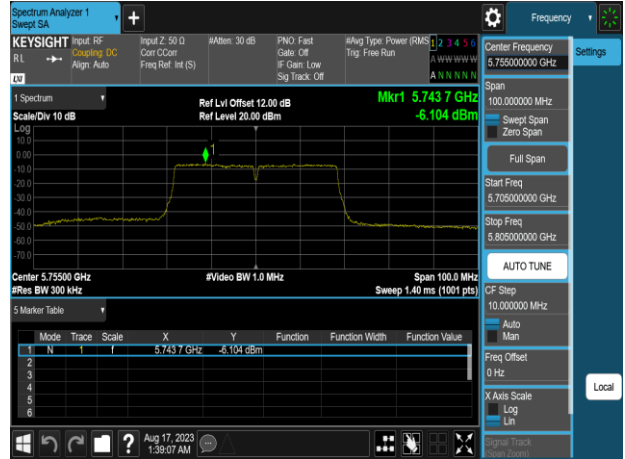 Spectrum Analyzer 1
Swept SA
+
Frequency
KEYSIGHT
RL
LXI
Input: RF
Coupling: DC
Align: Auto
Input Z: 50 Ω
Corr CCorr
Freq Ref: Int (S)
#Atten: 30 dB
PNO: Fast
Gate: Off
IF Gain: Low
Sig Track: Off
#Avg Type: Power (RMS
Trig: Free Run
1 2 3 4 5 6
A W W W W W
A N N N N N
1 Spectrum
Scale/Div 10 dB
Ref Lvl Offset 12.00 dB
Ref Level 20.00 dBm
Mkr1 5.743 7 GHz
-6.104 dBm
Log
10.0
0.00
-10.0
-20.0
-30.0
-40.0
-50.0
-60.0
-70.0
1
Center 5.75500 GHz
#Res BW 300 kHz
#Video BW 1.0 MHz
Span 100.0 MHz
Sweep 1.40 ms (1001 pts)
5 Marker Table
Mode Trace Scale X Y Function Function Width Function Value
1 N 1 f 5.743 7 GHz -6.104 dBm
2
3
4
5
6
Aug 17, 2023
1:39:07 AM
?
Center Frequency
5.755000000 GHz
Settings
Span
100.000000 MHz
Swept Span
Zero Span
Full Span
Start Freq
5.705000000 GHz
Stop Freq
5.805000000 GHz
AUTO TUNE
CF Step
10.000000 MHz
Auto
Man
Freq Offset
0 Hz
X Axis Scale
Log
Lin
Local
Signal Track
(Span Zoom)